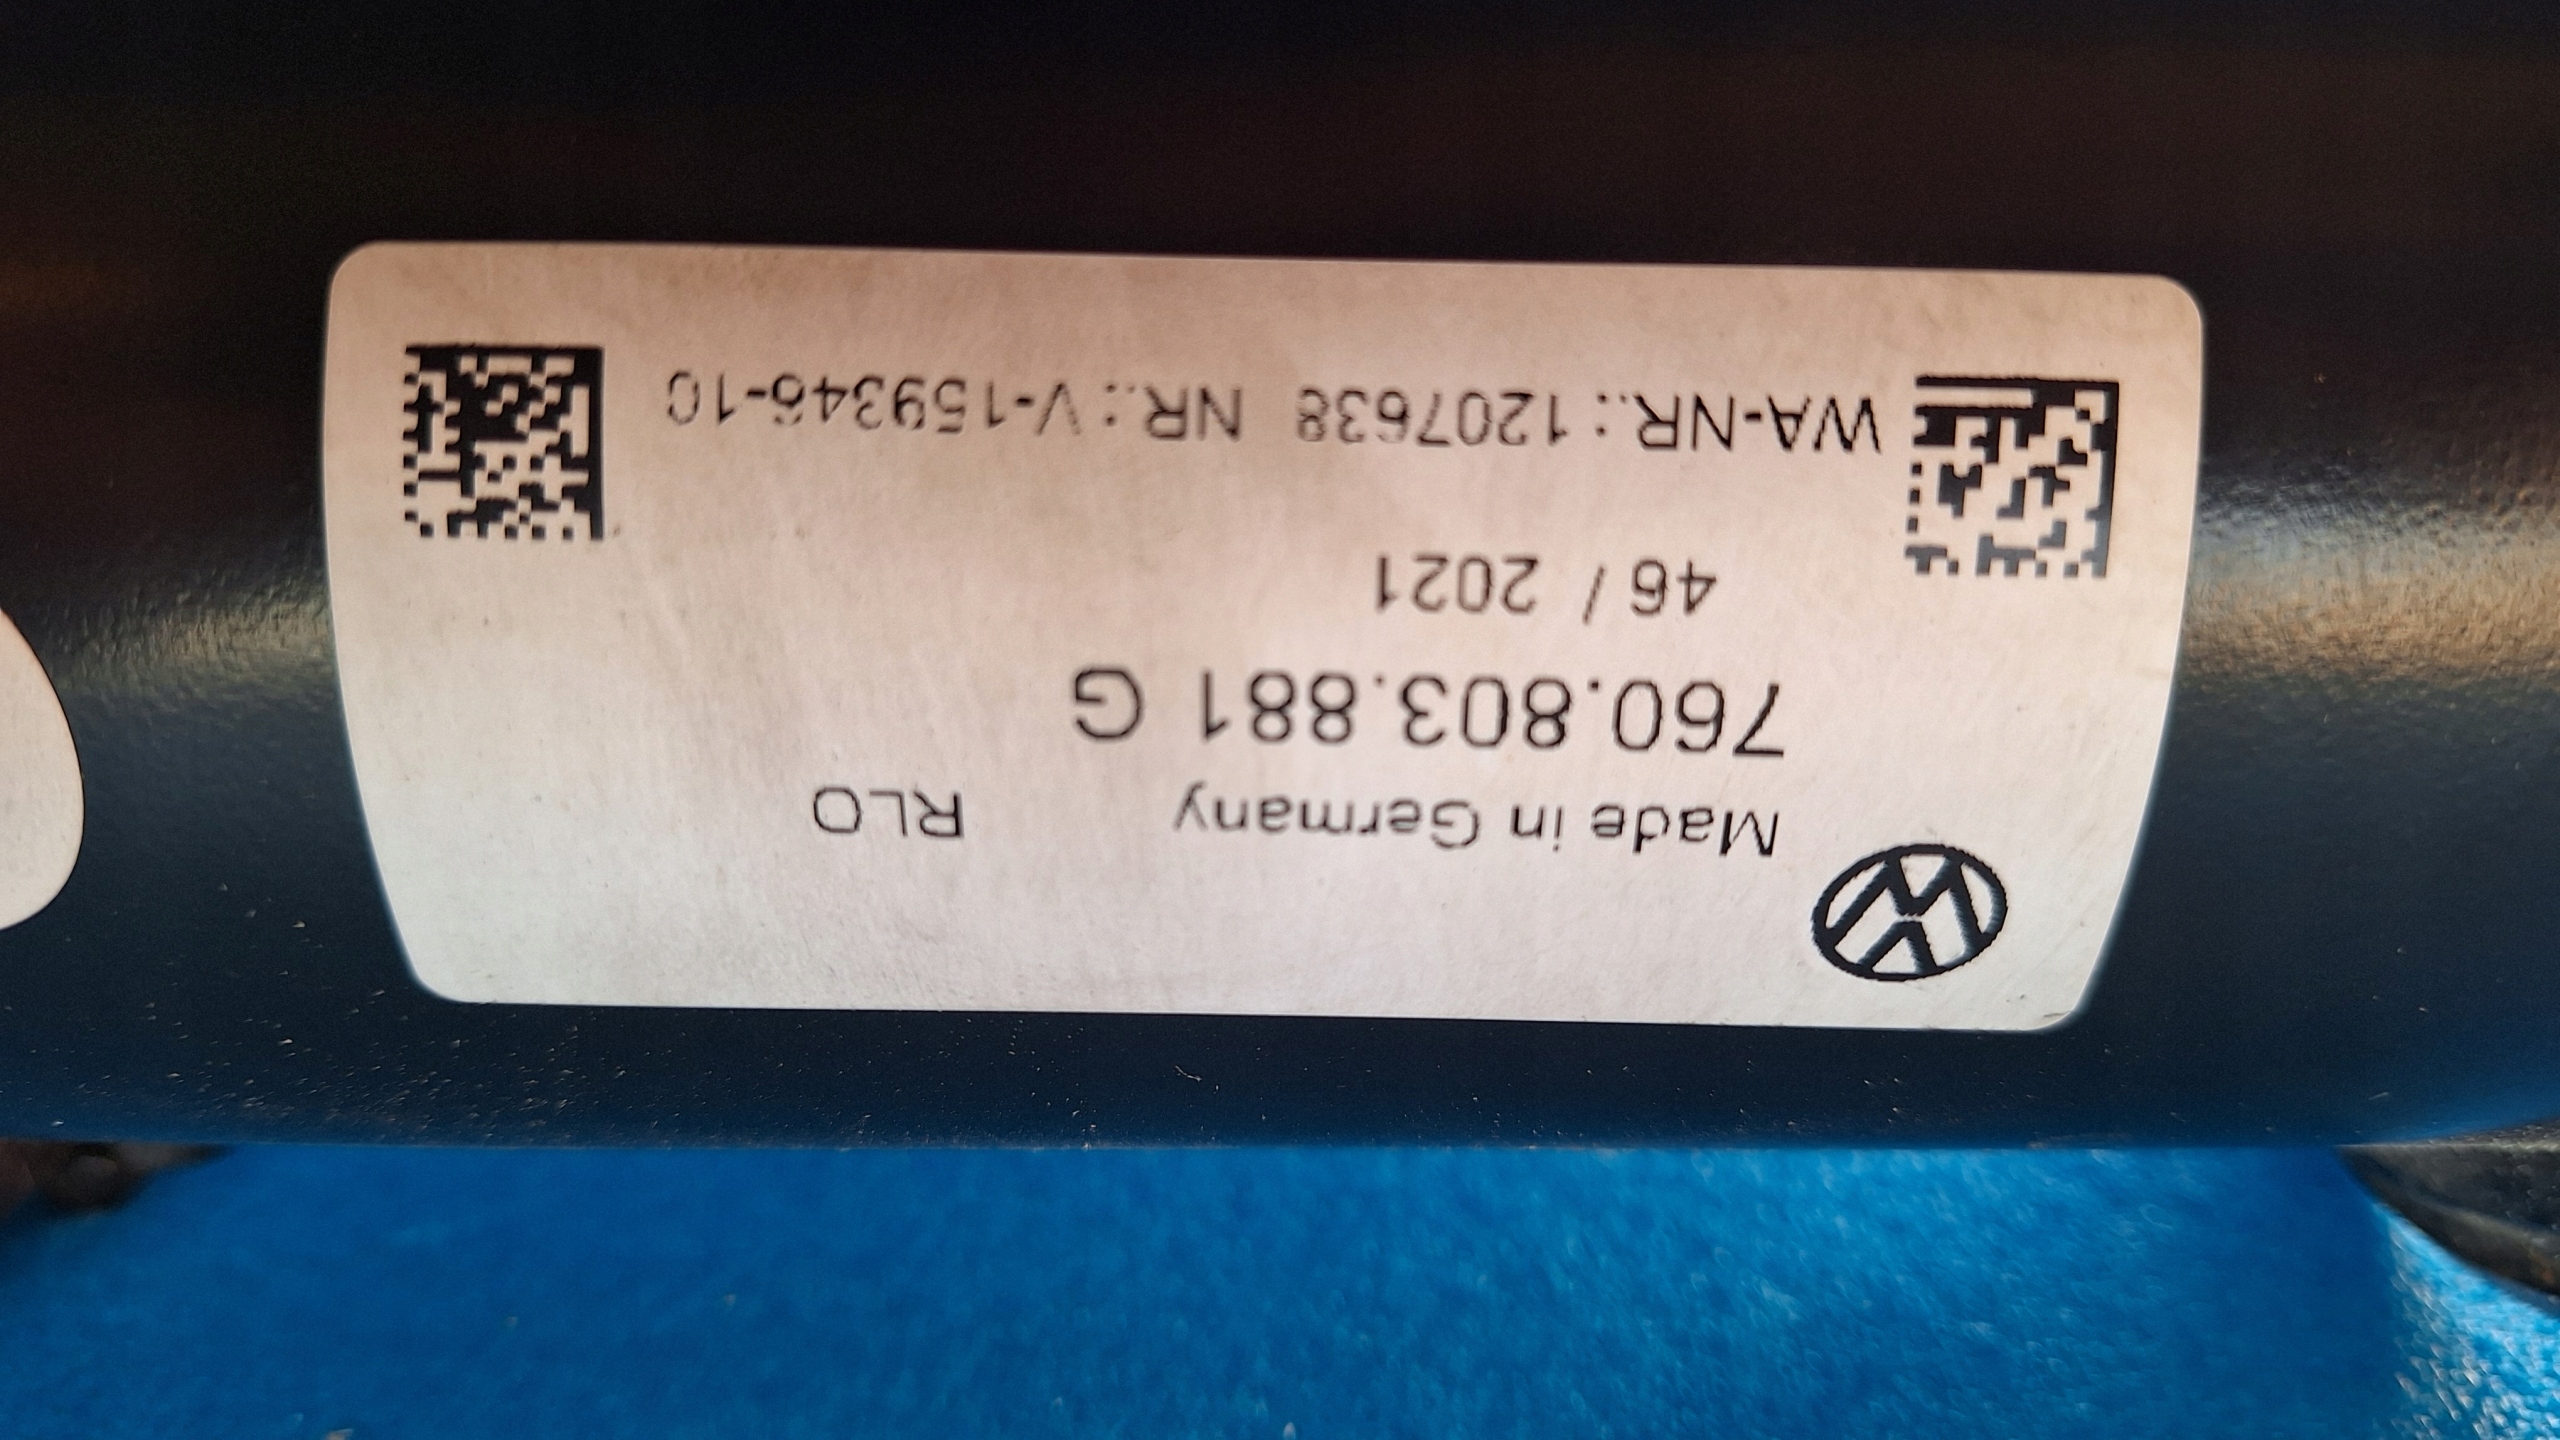 Made in Germany RLO
760.803.881 G
46 / 2021
WA-NR.: 1207638 NR.: V-159346-10